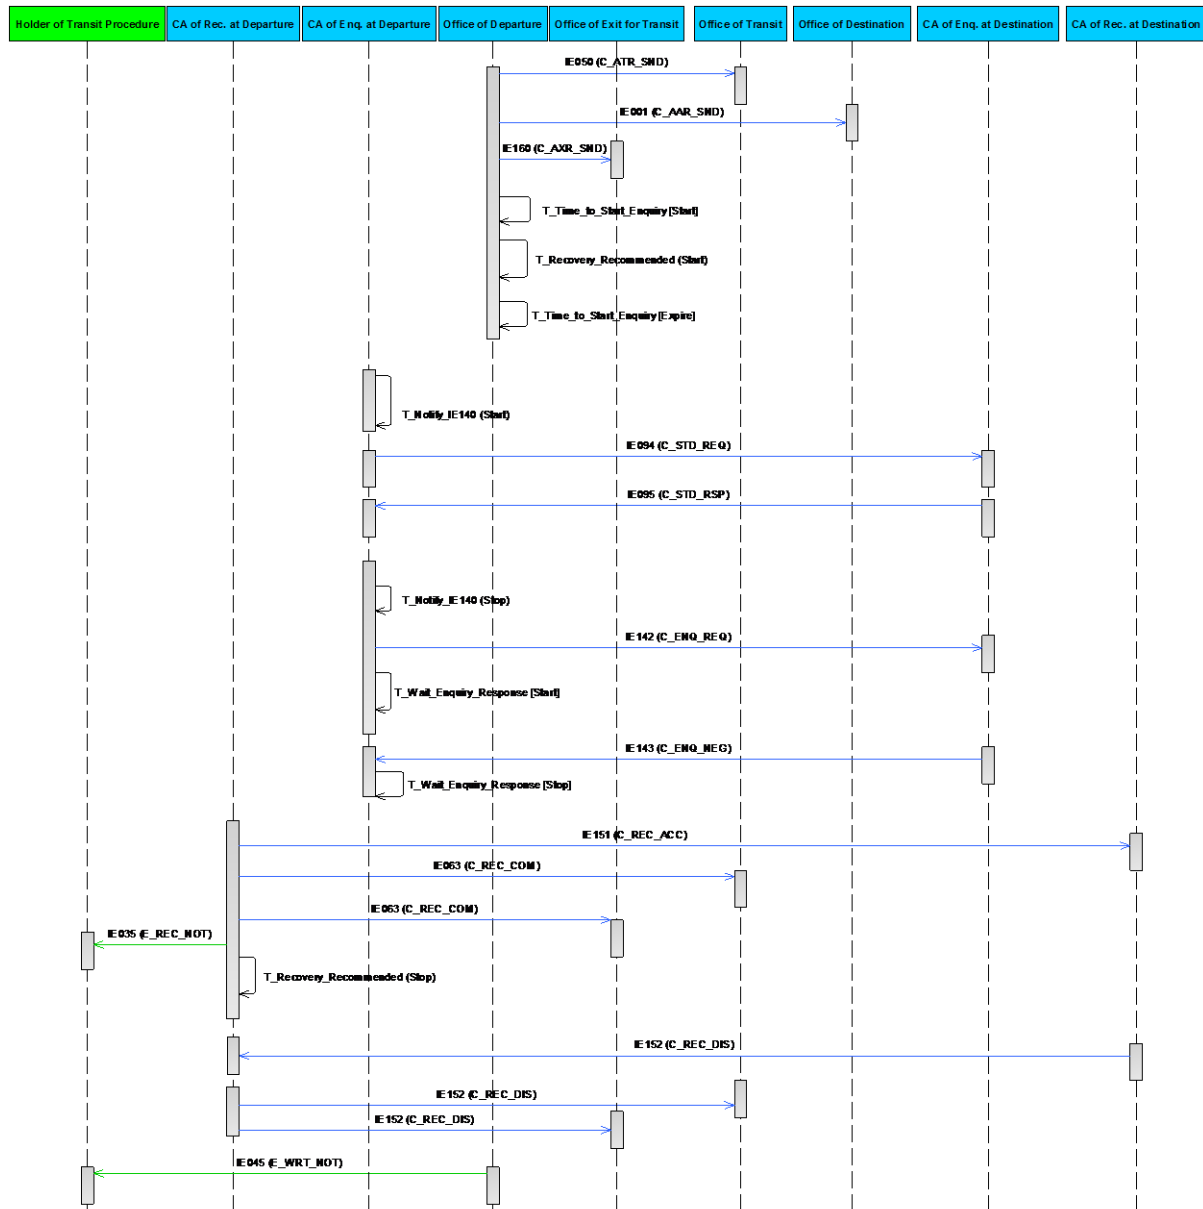 Holder of Transit Procedure
CA of Rec. at Departure
CA of Enq. at Departure
Office of Departure
Office of Exit for Transit
Office of Transit
Office of Destination
CA of Enq. at Destination
CA of Rec. at Destination
IE050 (C_ATR_SND)
IE001 (C_AAR_SND)
IE160 (C_AXR_SND)
T_Time_to_Start_Enquiry [Start]
T_Recovery_Recommended (Start)
T_Time_to_Start_Enquiry [Expire]
T_Notify_IE140 (Start)
IE094 (C_STD_REQ)
IE095 (C_STD_RSP)
T_Notify_IE140 (Stop)
IE142 (C_ENQ_REQ)
T_Wait_Enquiry_Response [Start]
IE143 (C_ENQ_NEG)
T_Wait_Enquiry_Response [Stop]
IE151 (C_REC_ACC)
IE063 (C_REC_COM)
IE063 (C_REC_COM)
IE035 (E_REC_NOT)
T_Recovery_Recommended (Stop)
IE152 (C_REC_DIS)
IE152 (C_REC_DIS)
IE152 (C_REC_DIS)
IE045 (E_WRT_NOT)